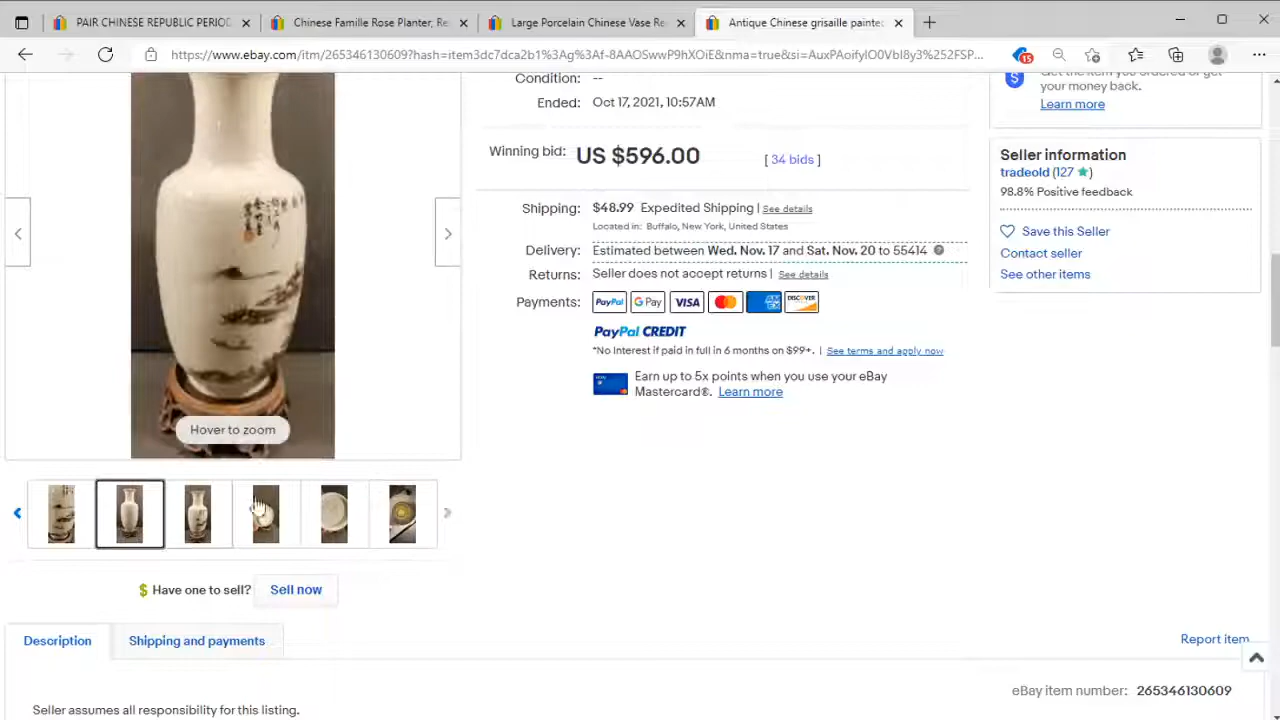 PAIR CHINESE REPUBLIC PERIOD
Chinese Famille Rose Planter, Re
Large Porcelain Chinese Vase Re
Antique Chinese grisaille painted
https://www.ebay.com/itm/265346130609?hash=item3dc7dca2b1%3Ag%3Af-8AAOSwwP9hXOiE&nma=true&si=AuxPAoifylO0Vbl8y3%252FSP...
15
Condition: --
Ended: Oct 17, 2021, 10:57AM
Winning bid: US $596.00 [ 34 bids ]
Shipping: $48.99 Expedited Shipping | See details
Located in: Buffalo, New York, United States
Delivery: Estimated between Wed. Nov. 17 and Sat. Nov. 20 to 55414
Returns: Seller does not accept returns | See details
Payments: PayPal G Pay VISA DISCOVER
PayPal CREDIT
*No Interest if paid in full in 6 months on $99+. | See terms and apply now
Earn up to 5x points when you use your eBay
Mastercard®. Learn more
Get the item you ordered or get
your money back.
Learn more
Seller information
tradeold (127 ★)
98.8% Positive feedback
Save this Seller
Contact seller
See other items
Hover to zoom
$ Have one to sell? Sell now
Description
Shipping and payments
Report item
eBay item number: 265346130609
Seller assumes all responsibility for this listing.